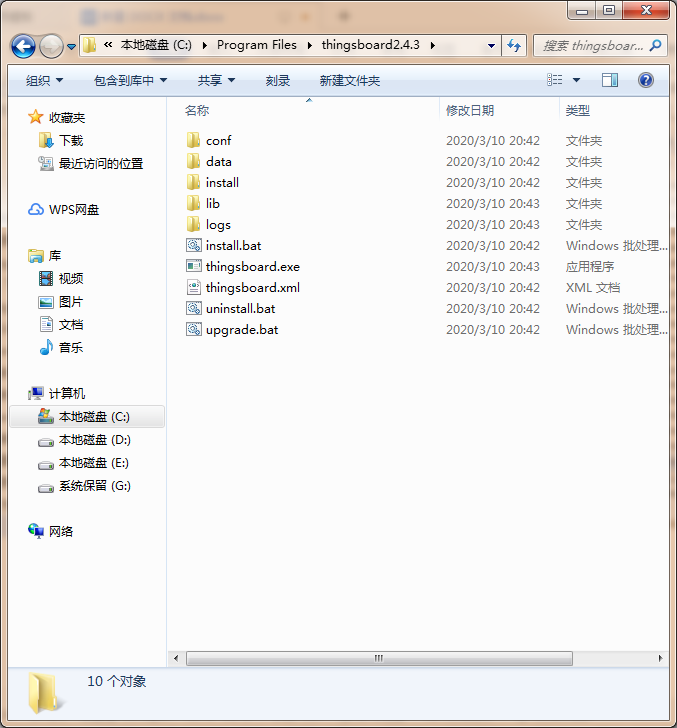 « 本地磁盘 (C:) Program Files thingsboard2.4.3 搜索 thingsboar...
组织 包含到库中 共享 刻录 新建文件夹
名称 修改日期 类型
收藏夹
下载
最近访问的位置
WPS网盘
库
视频
图片
文档
音乐
计算机
本地磁盘 (C:)
本地磁盘 (D:)
本地磁盘 (E:)
系统保留 (G:)
网络
conf 2020/3/10 20:42 文件夹
data 2020/3/10 20:42 文件夹
install 2020/3/10 20:42 文件夹
lib 2020/3/10 20:43 文件夹
logs 2020/3/10 20:43 文件夹
install.bat 2020/3/10 20:42 Windows 批处理...
thingsboard.exe 2020/3/10 20:43 应用程序
thingsboard.xml 2020/3/10 20:42 XML 文档
uninstall.bat 2020/3/10 20:42 Windows 批处理...
upgrade.bat 2020/3/10 20:42 Windows 批处理...
10 个对象